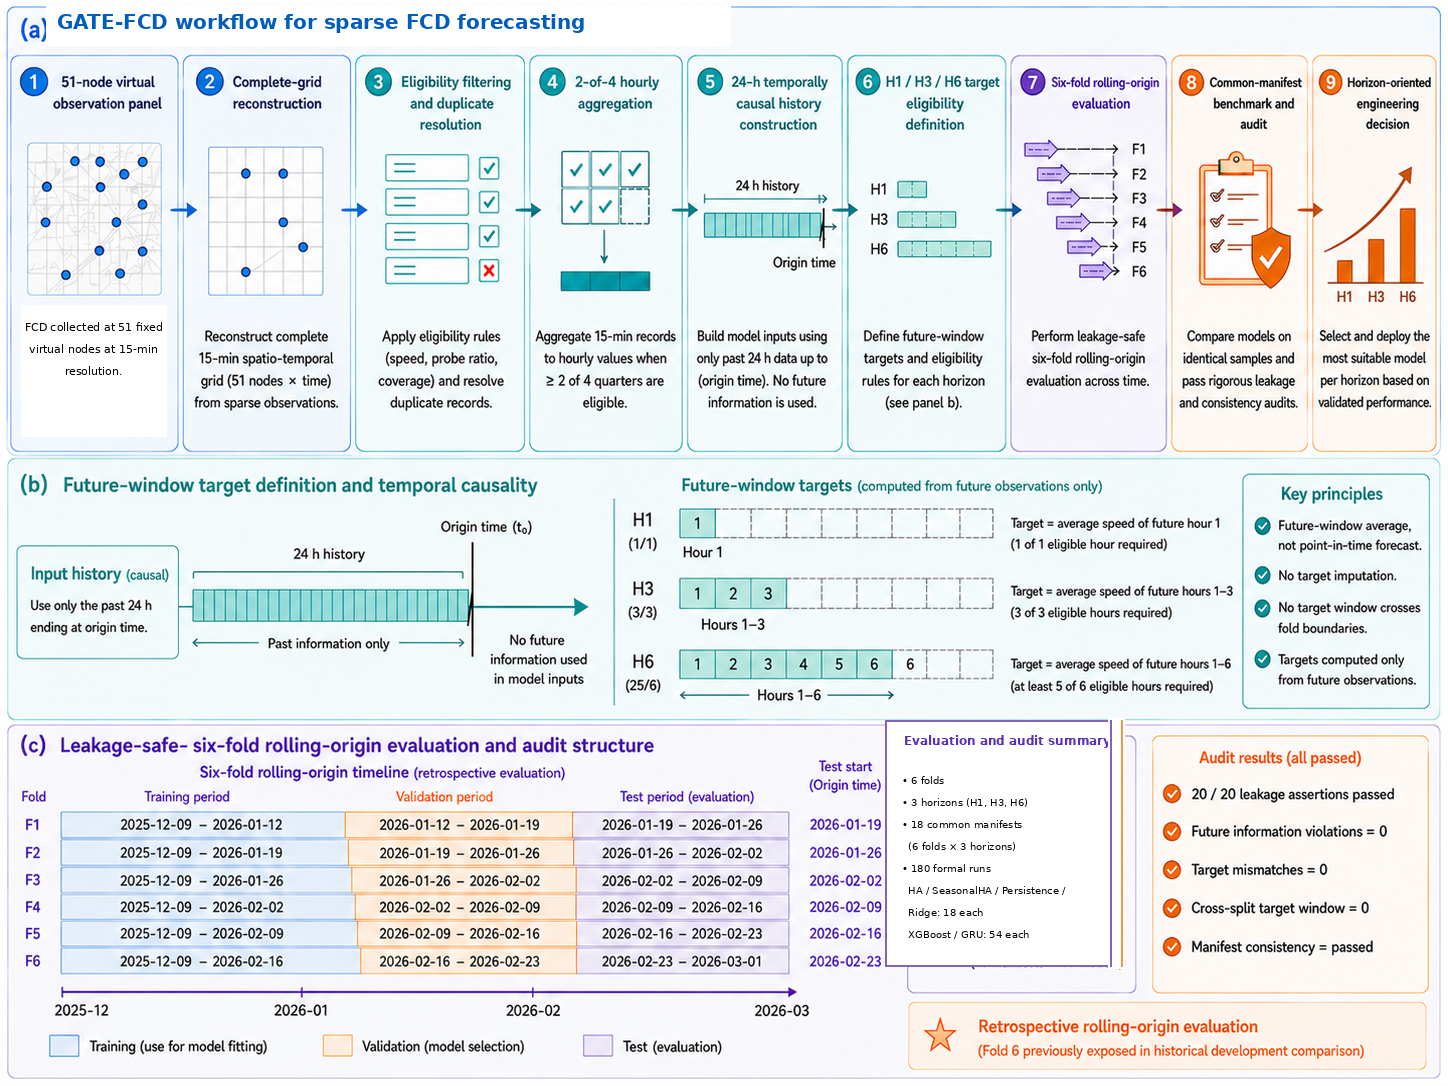 (a) GATE-FCD workflow for sparse FCD forecasting
1 51-node virtual
observation panel
FCD collected at 51 fixed
virtual nodes at 15-min
resolution.
2 Complete-grid
reconstruction
Reconstruct complete
15-min spatio-temporal
grid (51 nodes × time)
from sparse observations.
3 Eligibility filtering
and duplicate
resolution
Apply eligibility rules
(speed, probe ratio,
coverage) and resolve
duplicate records.
4 2-of-4 hourly
aggregation
Aggregate 15-min records
to hourly values when
≥ 2 of 4 quarters are
eligible.
5 24-h temporally
causal history
construction
24 h history
Origin time
Build model inputs using
only past 24 h data up to
(origin time). No future
information is used.
6 H1 / H3 / H6 target
eligibility
definition
H1
H3
H6
Define future-window
targets and eligibility
rules for each horizon
(see panel b).
7 Six-fold rolling-origin
evaluation
F1
F2
F3
F4
F5
F6
Perform leakage-safe
six-fold rolling-origin
evaluation across time.
8 Common-manifest
benchmark and
audit
Compare models on
identical samples and
pass rigorous leakage
and consistency audits.
9 Horizon-oriented
engineering
decision
H1 H3 H6
Select and deploy the
most suitable model
per horizon based on
validated performance.
(b) Future-window target definition and temporal causality
Input history (causal)
Use only the past 24 h
ending at origin time.
24 h history
Origin time (t₀)
Past information only
No future
information used
in model inputs
Future-window targets (computed from future observations only)
H1
(1/1)
1
Hour 1
Target = average speed of future hour 1
(1 of 1 eligible hour required)
H3
(3/3)
1 2 3
Hours 1–3
Target = average speed of future hours 1–3
(3 of 3 eligible hours required)
H6
(25/6)
1 2 3 4 5 6 6
Hours 1–6
Target = average speed of future hours 1–6
(at least 5 of 6 eligible hours required)
Key principles
Future-window average,
not point-in-time forecast.
No target imputation.
No target window crosses
fold boundaries.
Targets computed only
from future observations.
(c) Leakage-safe- six-fold rolling-origin evaluation and audit structure
Six-fold rolling-origin timeline (retrospective evaluation)
Fold Training period Validation period Test period (evaluation) Test start
(Origin time)
F1 2025-12-09 – 2026-01-12 2026-01-12 – 2026-01-19 2026-01-19 – 2026-01-26 2026-01-19
F2 2025-12-09 – 2026-01-19 2026-01-19 – 2026-01-26 2026-01-26 – 2026-02-02 2026-01-26
F3 2025-12-09 – 2026-01-26 2026-01-26 – 2026-02-02 2026-02-02 – 2026-02-09 2026-02-02
F4 2025-12-09 – 2026-02-02 2026-02-02 – 2026-02-09 2026-02-09 – 2026-02-16 2026-02-09
F5 2025-12-09 – 2026-02-09 2026-02-09 – 2026-02-16 2026-02-16 – 2026-02-23 2026-02-16
F6 2025-12-09 – 2026-02-16 2026-02-16 – 2026-02-23 2026-02-23 – 2026-03-01 2026-02-23
2025-12 2026-01 2026-02 2026-03
Training (use for model fitting) Validation (model selection) Test (evaluation)
Evaluation and audit summary
• 6 folds
• 3 horizons (H1, H3, H6)
• 18 common manifests
(6 folds × 3 horizons)
• 180 formal runs
HA / SeasonalHA / Persistence /
Ridge: 18 each
XGBoost / GRU: 54 each
Audit results (all passed)
20 / 20 leakage assertions passed
Future information violations = 0
Target mismatches = 0
Cross-split target window = 0
Manifest consistency = passed
Retrospective rolling-origin evaluation
(Fold 6 previously exposed in historical development comparison)